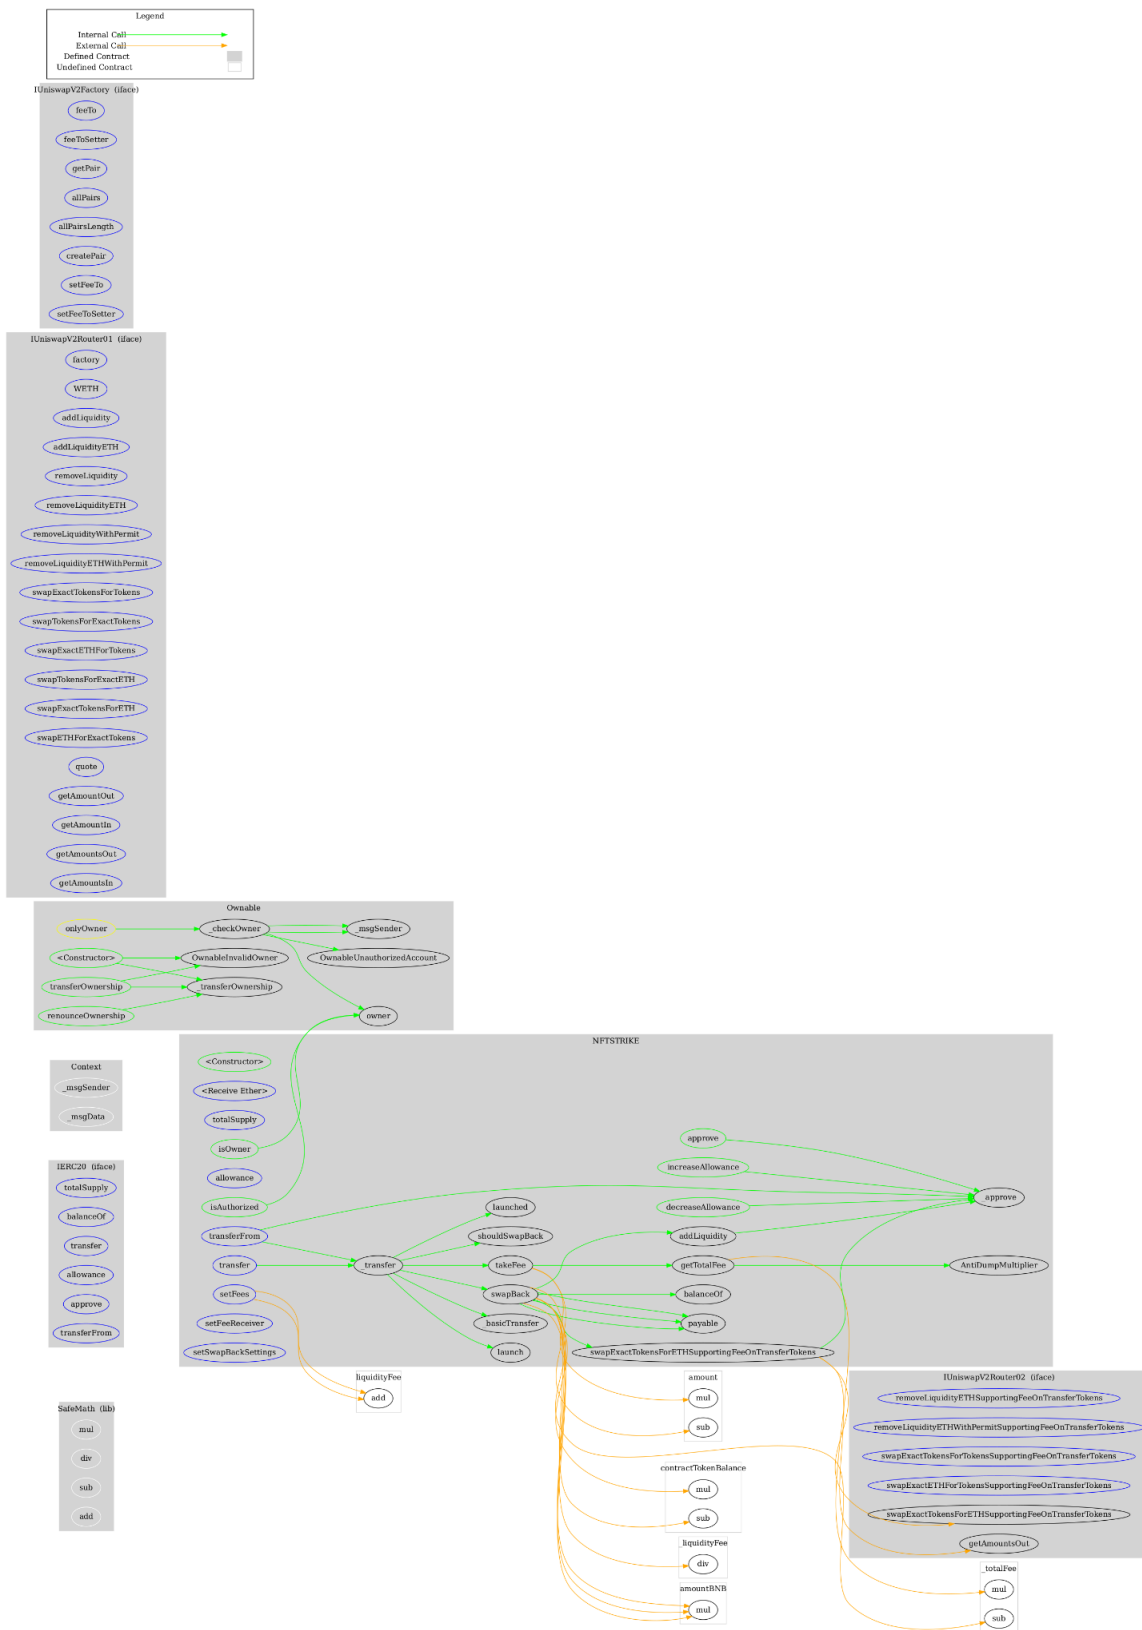 Legend
Internal Call
External Call
Defined Contract
Undefined Contract
IUniswapV2Factory (iface)
feeTo
feeToSetter
getPair
allPairs
allPairsLength
createPair
setFeeTo
setFeeToSetter
IUniswapV2Router01 (iface)
factory
WETH
addLiquidity
addLiquidityETH
removeLiquidity
removeLiquidityETH
removeLiquidityWithPermit
removeLiquidityETHWithPermit
swapExactTokensForTokens
swapTokensForExactTokens
swapExactETHForTokens
swapTokensForExactETH
swapExactTokensForETH
swapETHForExactTokens
quote
getAmountOut
getAmountIn
getAmountsOut
getAmountsIn
Ownable
onlyOwner
_checkOwner
_msgSender
<Constructor>
OwnableInvalidOwner
OwnableUnauthorizedAccount
transferOwnership
_transferOwnership
renounceOwnership
owner
NFTSTRIKE
<Constructor>
<Receive Ether>
totalSupply
isOwner
allowance
isAuthorized
transferFrom
transfer
setFees
setFeeReceiver
setSwapBackSettings
_transfer
launched
shouldSwapBack
takeFee
swapBack
basicTransfer
launch
approve
increaseAllowance
decreaseAllowance
addLiquidity
getTotalFee
balanceOf
payable
swapExactTokensForETHSupportingFeeOnTransferTokens
_approve
AntiDumpMultiplier
Context
_msgSender
_msgData
IERC20 (iface)
totalSupply
balanceOf
transfer
allowance
approve
transferFrom
SafeMath (lib)
mul
div
sub
add
liquidityFee
add
amount
mul
sub
contractTokenBalance
mul
sub
_liquidityFee
div
amountBNB
mul
IUniswapV2Router02 (iface)
removeLiquidityETHSupportingFeeOnTransferTokens
removeLiquidityETHWithPermitSupportingFeeOnTransferTokens
swapExactTokensForTokensSupportingFeeOnTransferTokens
swapExactETHForTokensSupportingFeeOnTransferTokens
swapExactTokensForETHSupportingFeeOnTransferTokens
getAmountsOut
_totalFee
mul
sub